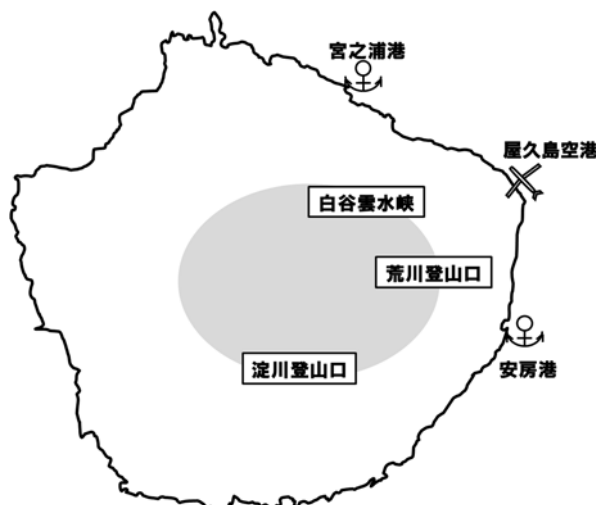 宮之浦港
屋久島空港
白谷雲水峡
荒川登山口
安房港
淀川登山口